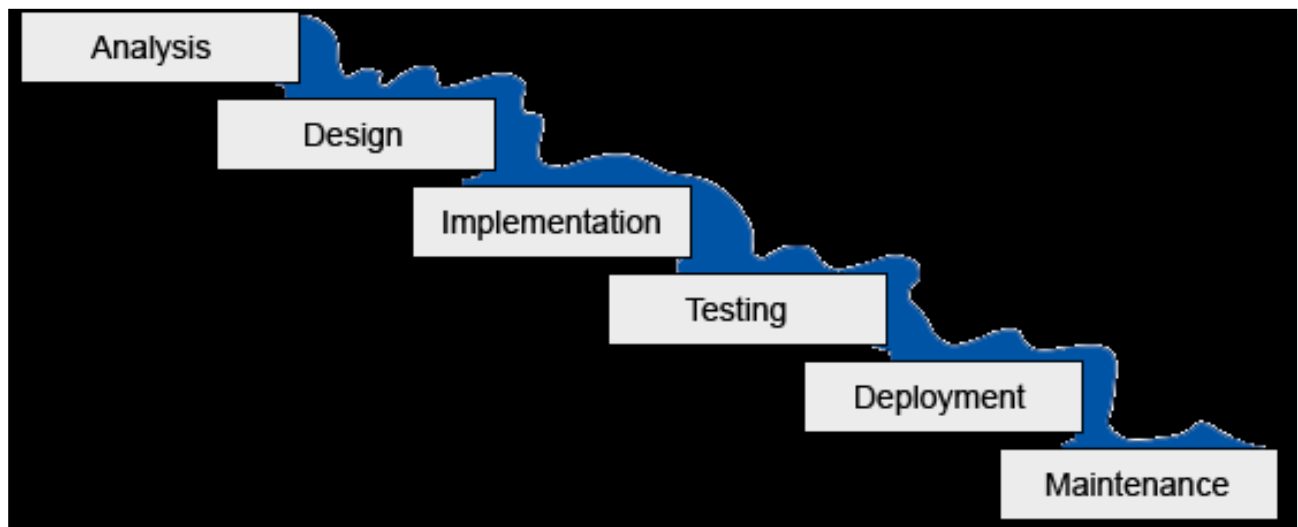 Analysis
Design
Implementation
Testing
Deployment
Maintenance